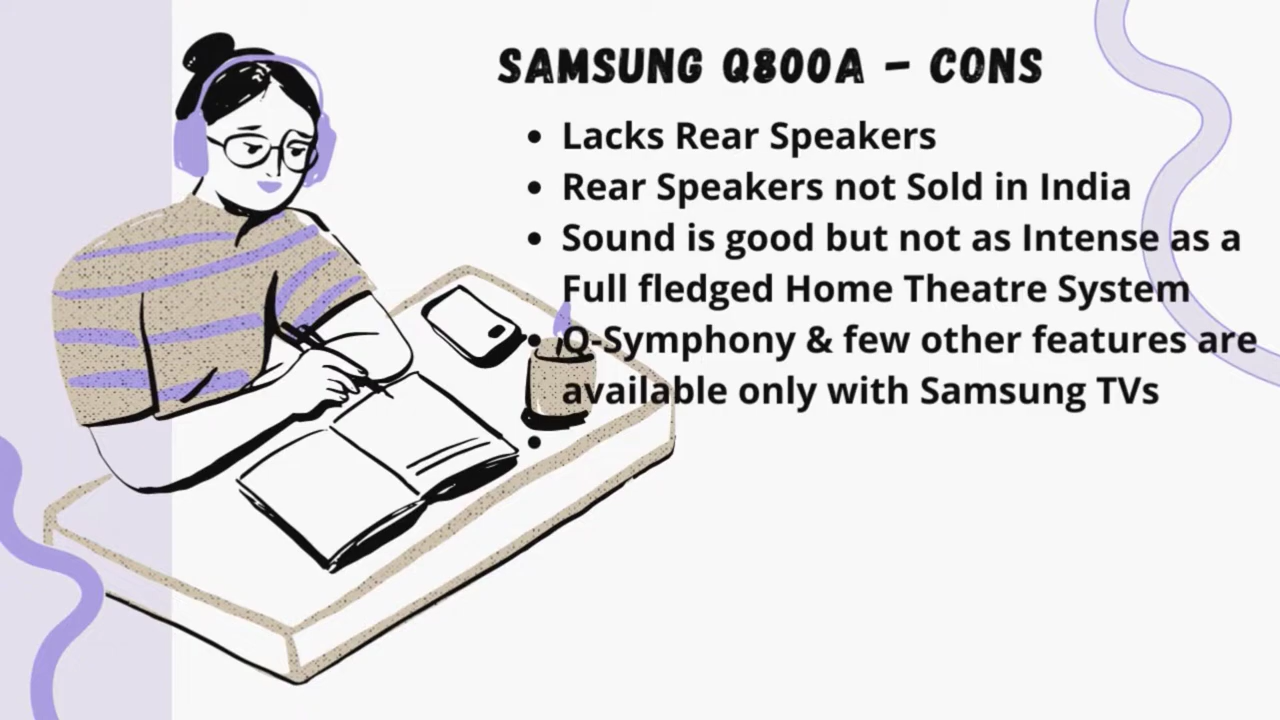 SAMSUNG Q800A - CONS
• Lacks Rear Speakers
• Rear Speakers not Sold in India
• Sound is good but not as Intense as a
Full fledged Home Theatre System
• Q-Symphony & few other features are
available only with Samsung TVs
•